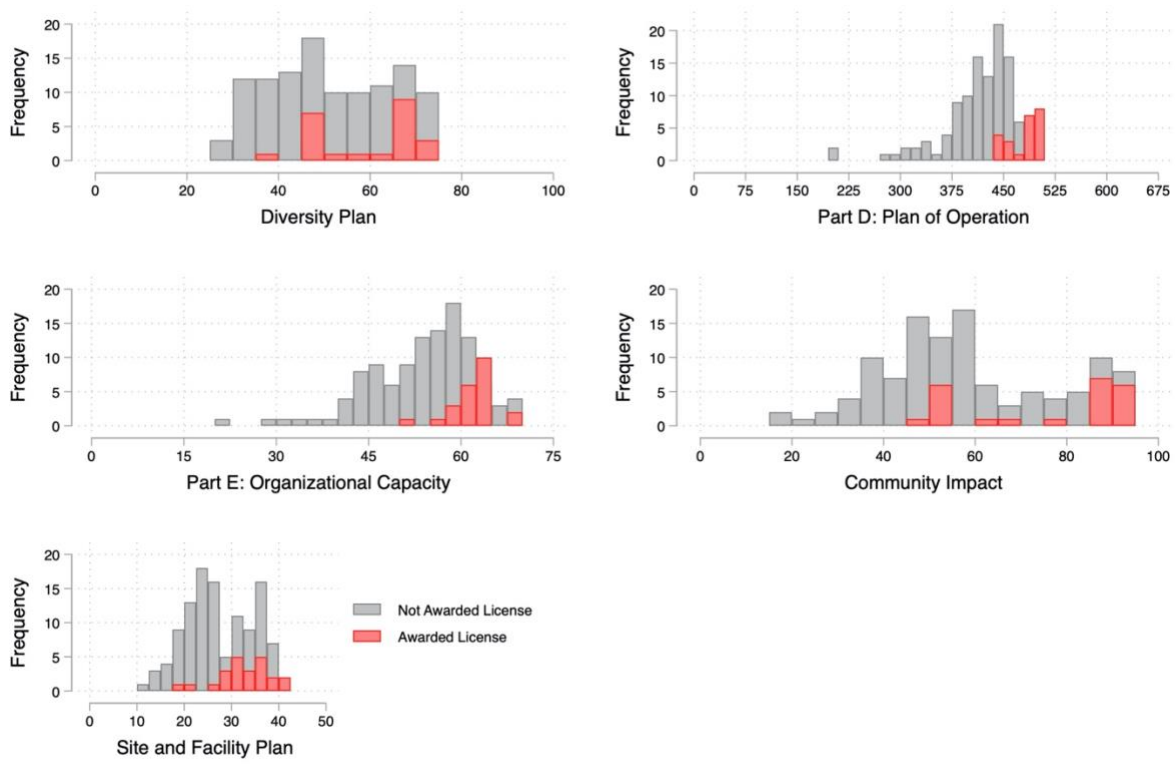 Frequency
20
15
10
5
0
0 20 40 60 80 100
Diversity Plan
Frequency
20
15
10
5
0
0 75 150 225 300 375 450 525 600 675
Part D: Plan of Operation
Frequency
20
15
10
5
0
0 15 30 45 60 75
Part E: Organizational Capacity
Frequency
20
15
10
5
0
0 20 40 60 80 100
Community Impact
Frequency
20
15
10
5
0
0 10 20 30 40 50
Site and Facility Plan
Not Awarded License
Awarded License